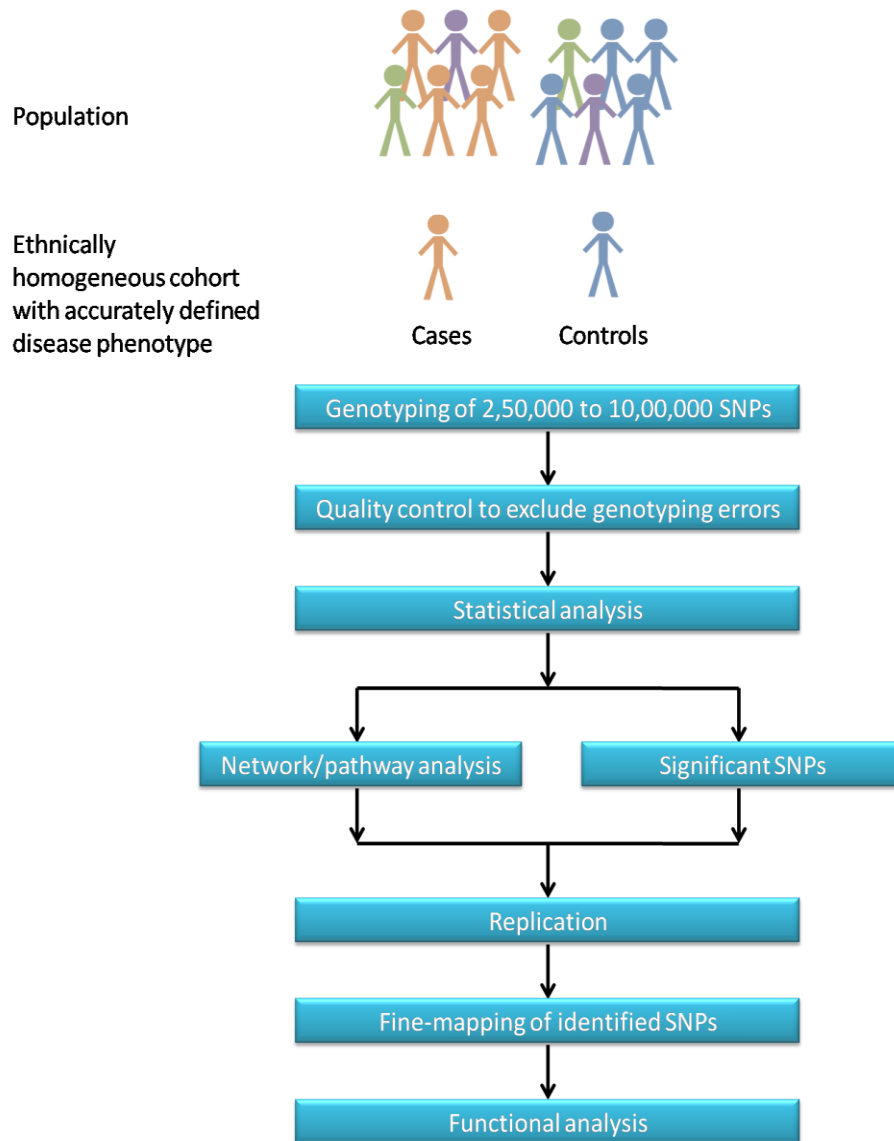 Population
Ethnically
homogeneous cohort
with accurately defined
disease phenotype
Cases
Controls
Genotyping of 2,50,000 to 10,00,000 SNPs
Quality control to exclude genotyping errors
Statistical analysis
Network/pathway analysis
Significant SNPs
Replication
Fine-mapping of identified SNPs
Functional analysis